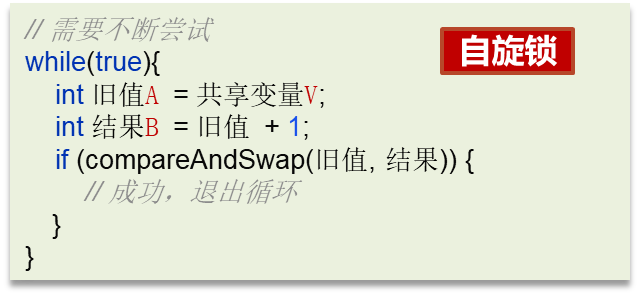 // 需要不断尝试
自旋锁
while(true){
int 旧值A = 共享变量V;
int 结果B = 旧值 + 1;
if (compareAndSwap(旧值, 结果)) {
// 成功，退出循环
}
}